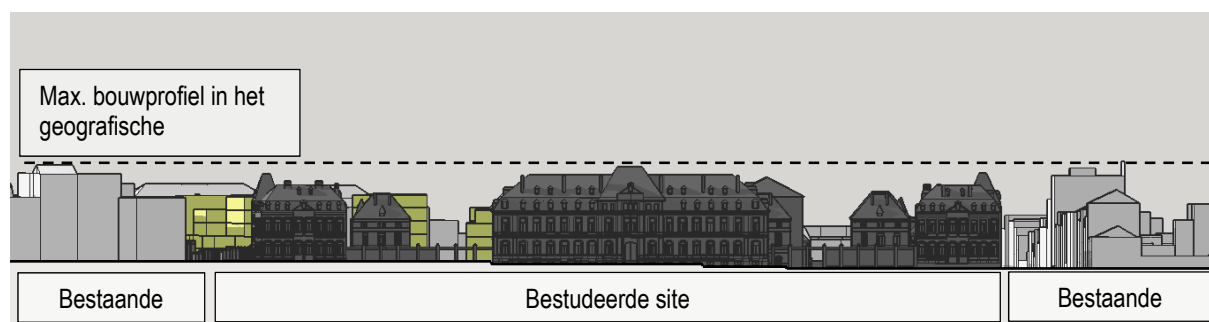 Max. bouwprofiel in het
geografische
Bestaande
Bestudeerde site
Bestaande